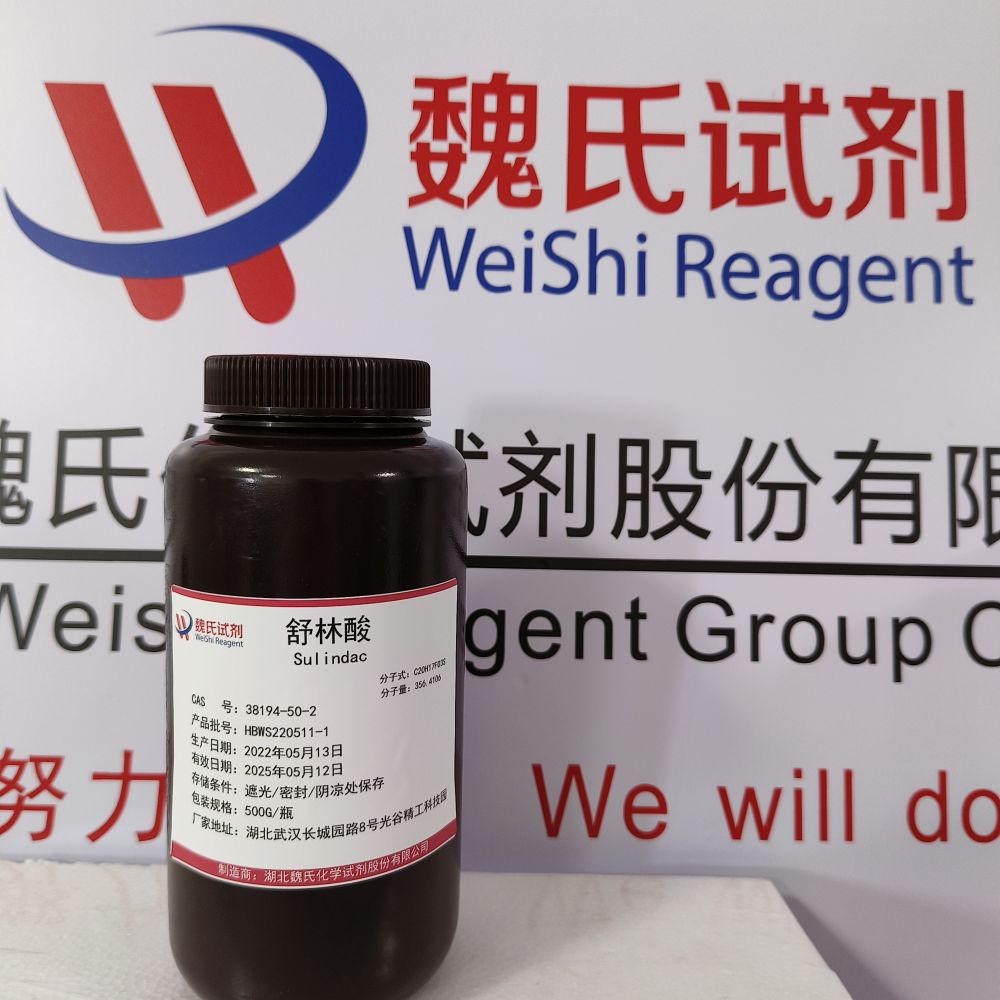 魏氏试剂
WeiShi Reagent
魏氏 试剂股份有限
Weis gent Group C
努力
We will do
魏氏试剂
WeiShi Reagent
舒林酸
Sulindac
分子式：C20H17FO3S
分子量：356.4106
CAS 号：38194-50-2
产品批号：HBWS220511-1
生产日期：2022年05月13日
有效日期：2025年05月12日
存储条件：遮光/密封/阴凉处保存
包装规格：500G/瓶
厂家地址：湖北武汉长城园路8号光谷精工科技园
制造商：湖北魏氏化学试剂股份有限公司